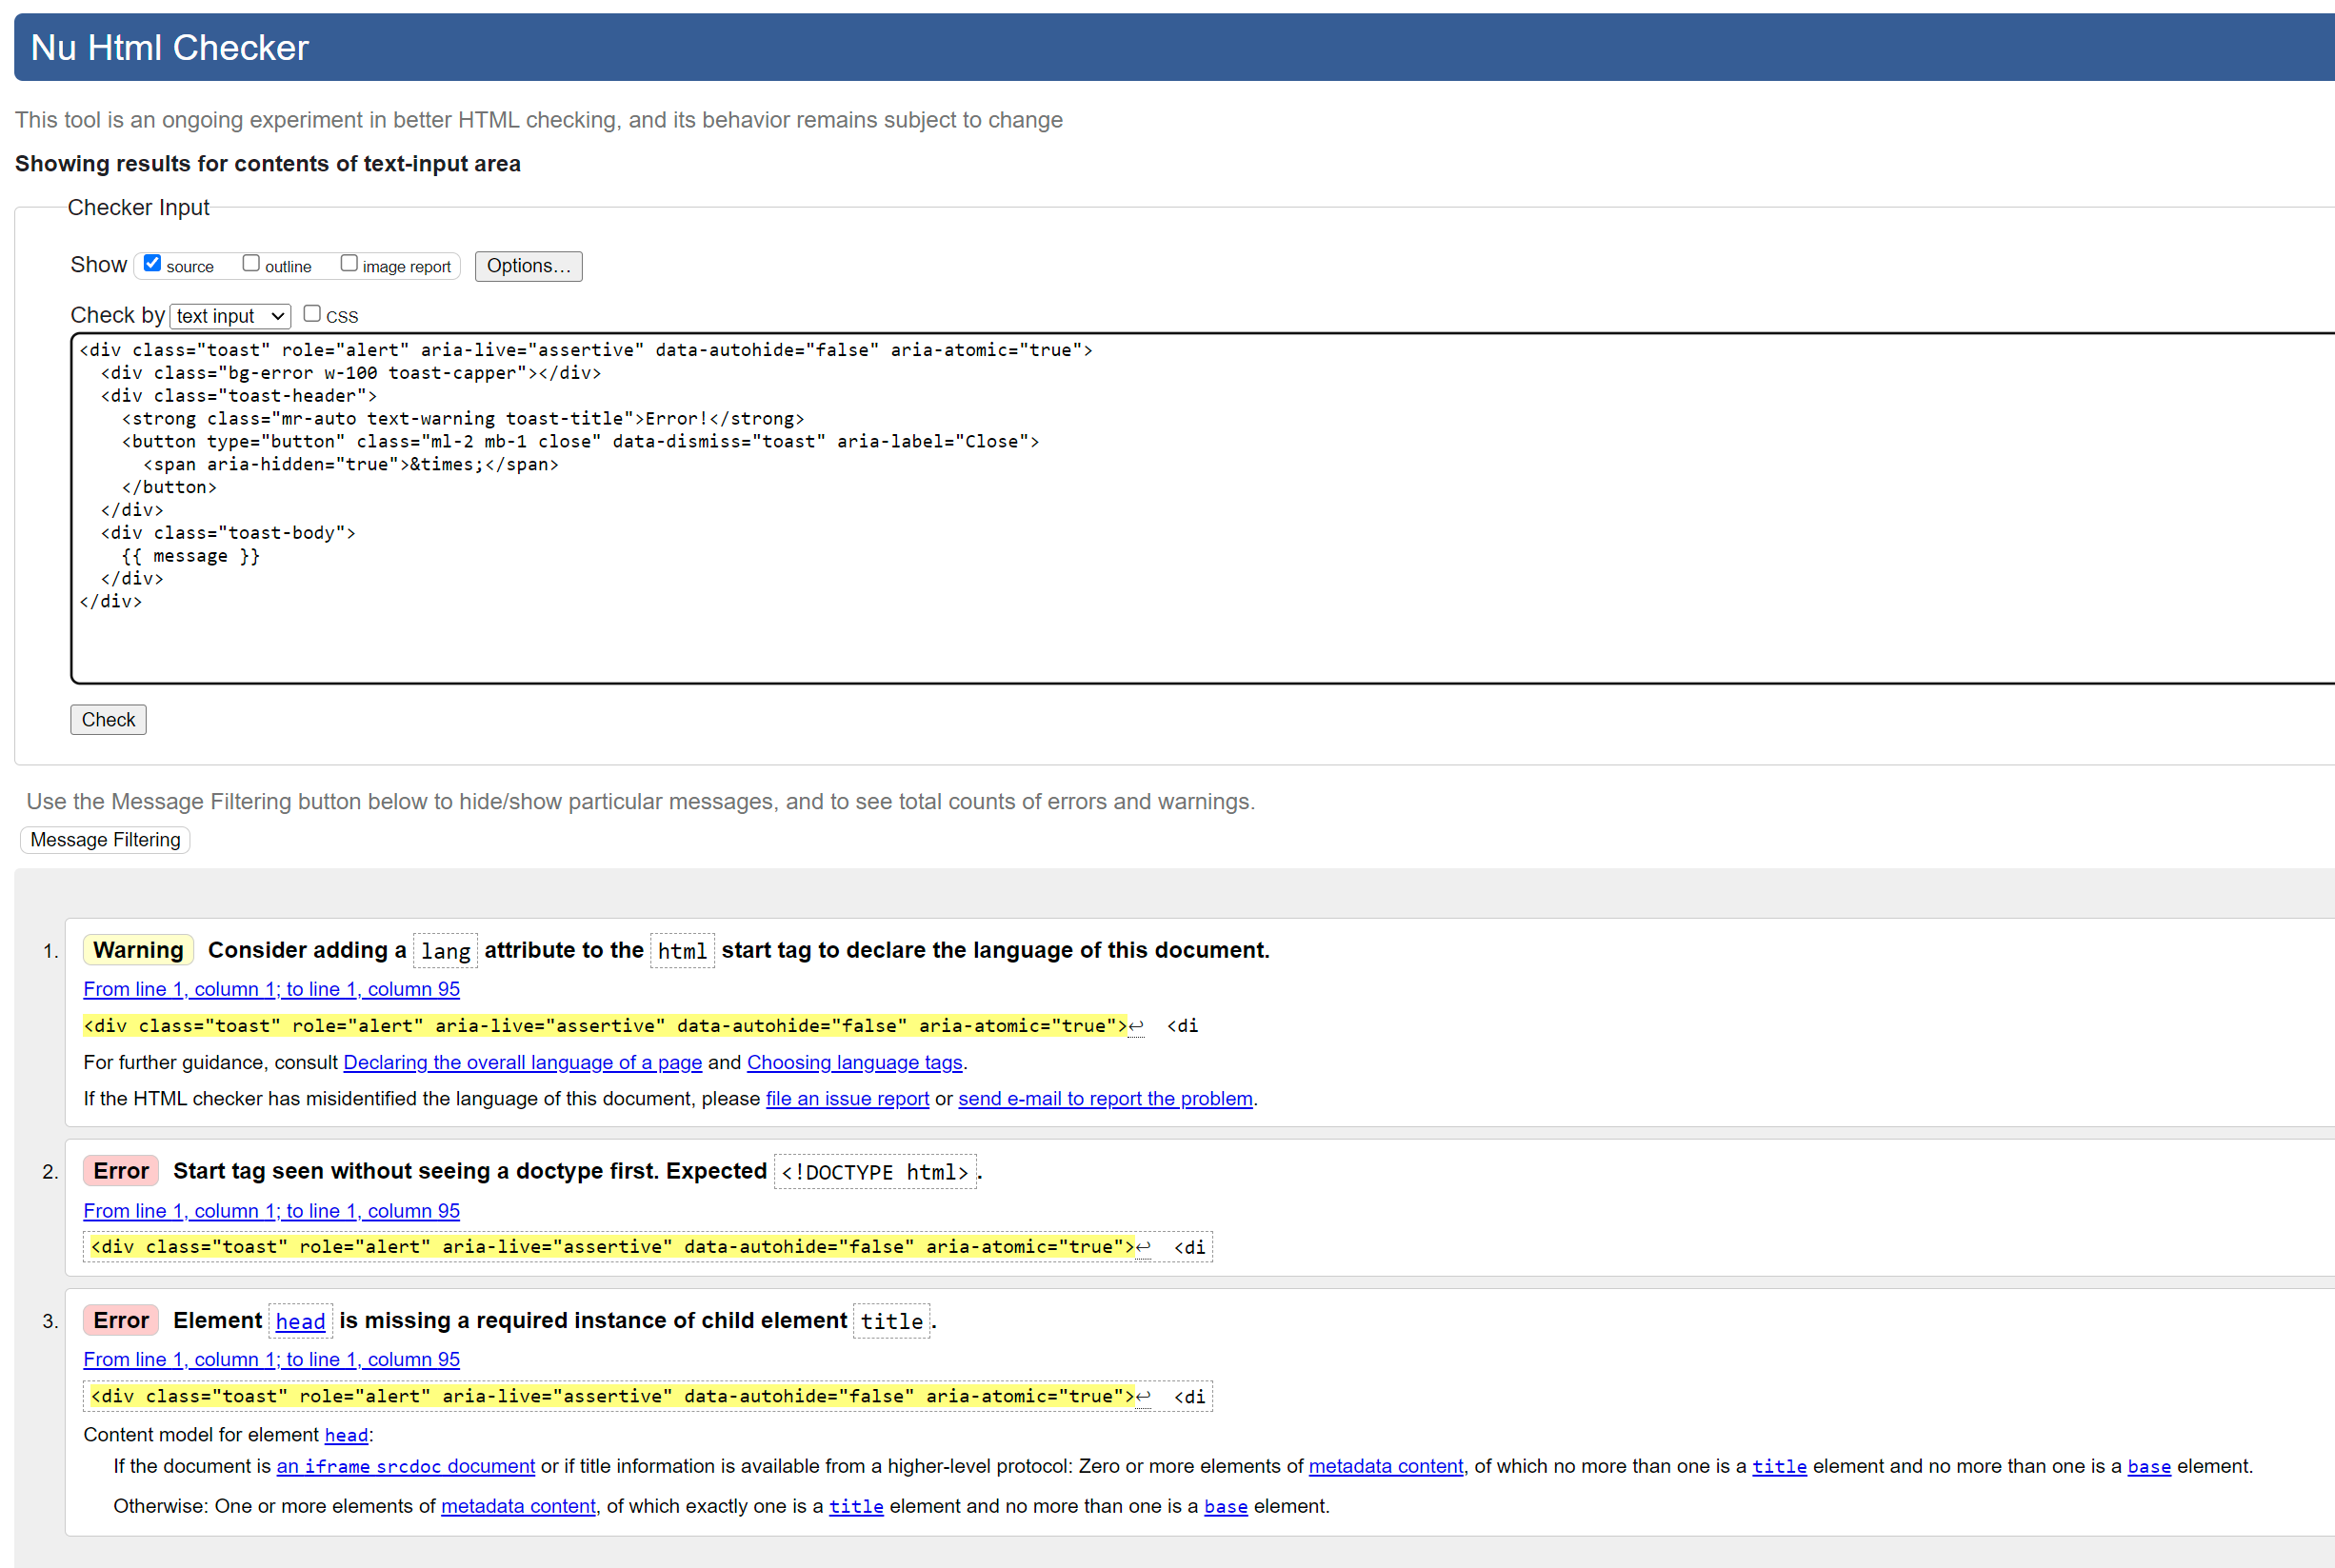 Nu Html Checker
This tool is an ongoing experiment in better HTML checking, and its behavior remains subject to change
Showing results for contents of text-input area
Checker Input
Show source outline image report Options…
Check by text input CSS
<div class="toast" role="alert" aria-live="assertive" data-autohide="false" aria-atomic="true">
  <div class="bg-error w-100 toast-capper"></div>
  <div class="toast-header">
    <strong class="mr-auto text-warning toast-title">Error!</strong>
    <button type="button" class="ml-2 mb-1 close" data-dismiss="toast" aria-label="Close">
      <span aria-hidden="true">&times;</span>
    </button>
  </div>
  <div class="toast-body">
    {{ message }}
  </div>
</div>
Check
Use the Message Filtering button below to hide/show particular messages, and to see total counts of errors and warnings.
Message Filtering
1. Warning Consider adding a lang attribute to the html start tag to declare the language of this document.
From line 1, column 1; to line 1, column 95
<div class="toast" role="alert" aria-live="assertive" data-autohide="false" aria-atomic="true">↩  <di
For further guidance, consult Declaring the overall language of a page and Choosing language tags.
If the HTML checker has misidentified the language of this document, please file an issue report or send e-mail to report the problem.
2. Error Start tag seen without seeing a doctype first. Expected <!DOCTYPE html>.
From line 1, column 1; to line 1, column 95
<div class="toast" role="alert" aria-live="assertive" data-autohide="false" aria-atomic="true">↩  <di
3. Error Element head is missing a required instance of child element title.
From line 1, column 1; to line 1, column 95
<div class="toast" role="alert" aria-live="assertive" data-autohide="false" aria-atomic="true">↩  <di
Content model for element head:
If the document is an iframe srcdoc document or if title information is available from a higher-level protocol: Zero or more elements of metadata content, of which no more than one is a title element and no more than one is a base element.
Otherwise: One or more elements of metadata content, of which exactly one is a title element and no more than one is a base element.